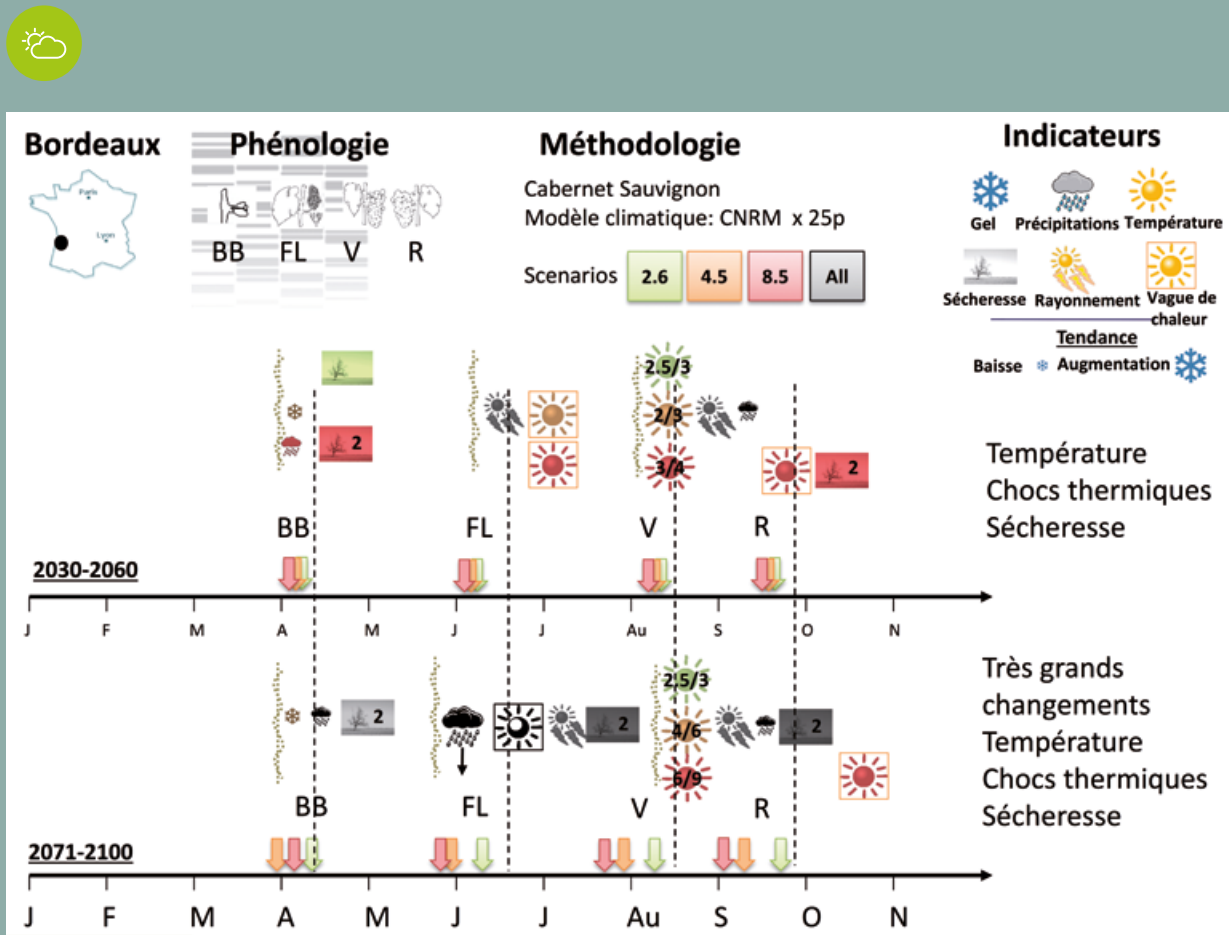 Bordeaux
Phénologie
Méthodologie
Indicateurs
Paris
Lyon
BB FL V R
Cabernet Sauvignon
Modèle climatique: CNRM x 25p
Scenarios 2.6 4.5 8.5 All
Gel Précipitations Température
Sécheresse Rayonnement Vague de
chaleur
Tendance
Baisse Augmentation
2.5/3
2/3
2
3/4
2
BB FL V R
Température
Chocs thermiques
Sécheresse
2030-2060
J F M A M J J Au S O N
2.5/3
2 2 4/6 2
6/9
BB FL V R
Très grands
changements
Température
Chocs thermiques
Sécheresse
2071-2100
J F M A M J J Au S O N